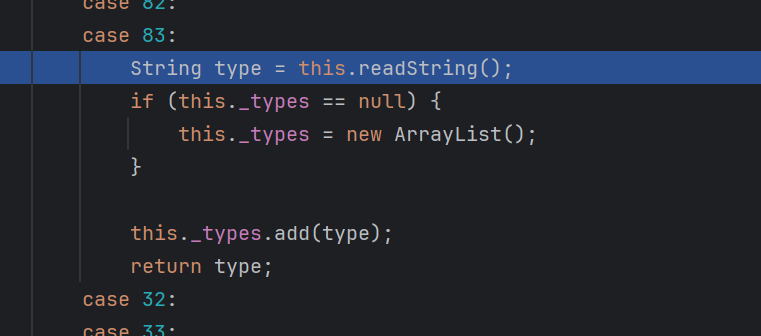 case 82:
case 83:
String type = this.readString();
if (this._types == null) {
this._types = new ArrayList();
}
this._types.add(type);
return type;
case 32:
case 33: